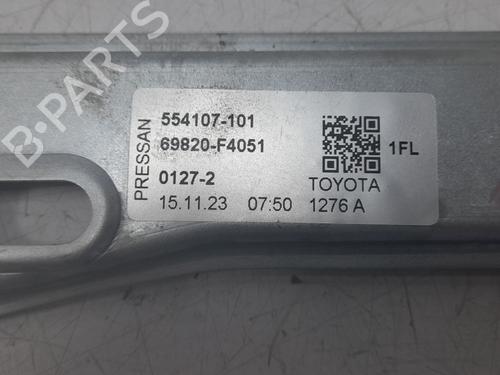 B-PARTS
PRESSAN
554107-101
69820-F4051
1FL
0127-2
TOYOTA
15.11.23 07:50 1276 A